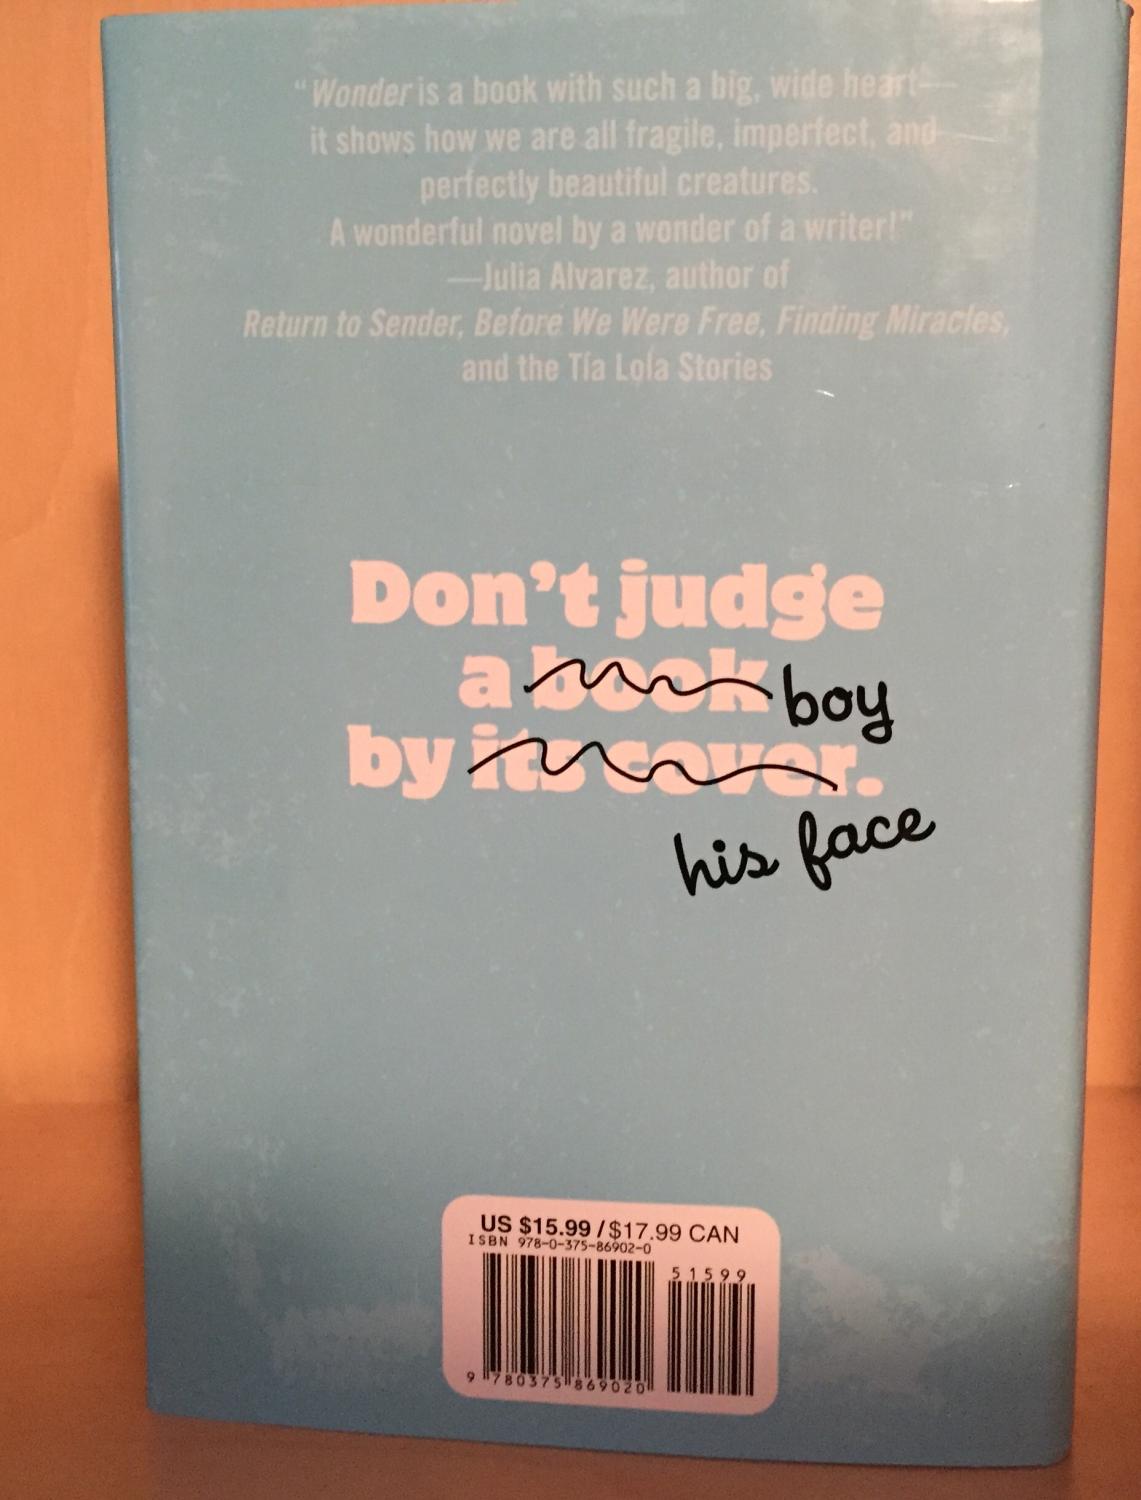 “Wonder is a book with such a big, wide heart—
it shows how we are all fragile, imperfect, and
perfectly beautiful creatures.
A wonderful novel by a wonder of a writer!”
—Julia Alvarez, author of
Return to Sender, Before We Were Free, Finding Miracles,
and the Tía Lola Stories
Don’t judge
a book boy
by its cover.
his face
US $15.99 / $17.99 CAN
ISBN 978-0-375-86902-0
51599
9 780375 869020